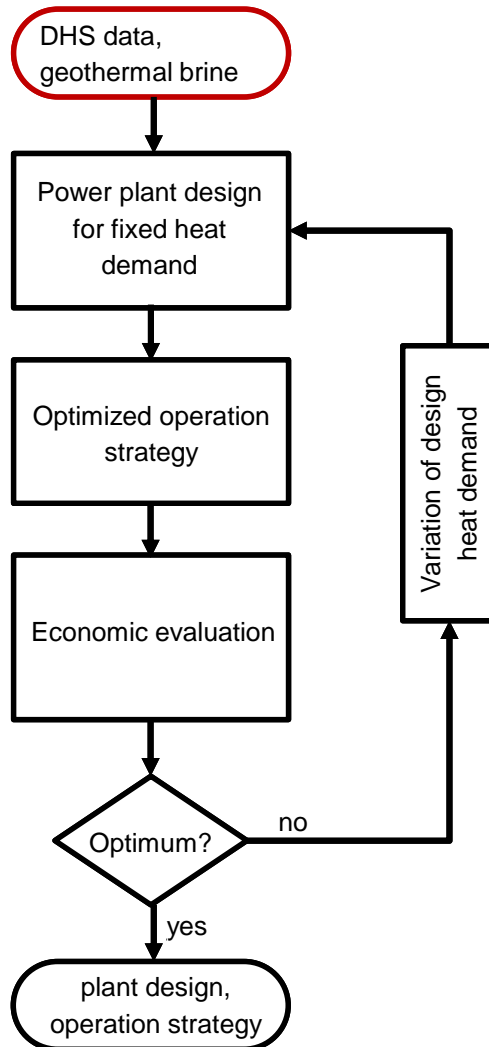 DHS data,
geothermal brine
Power plant design
for fixed heat
demand
Optimized operation
strategy
Variation of design
heat demand
Economic evaluation
Optimum?
no
yes
plant design,
operation strategy